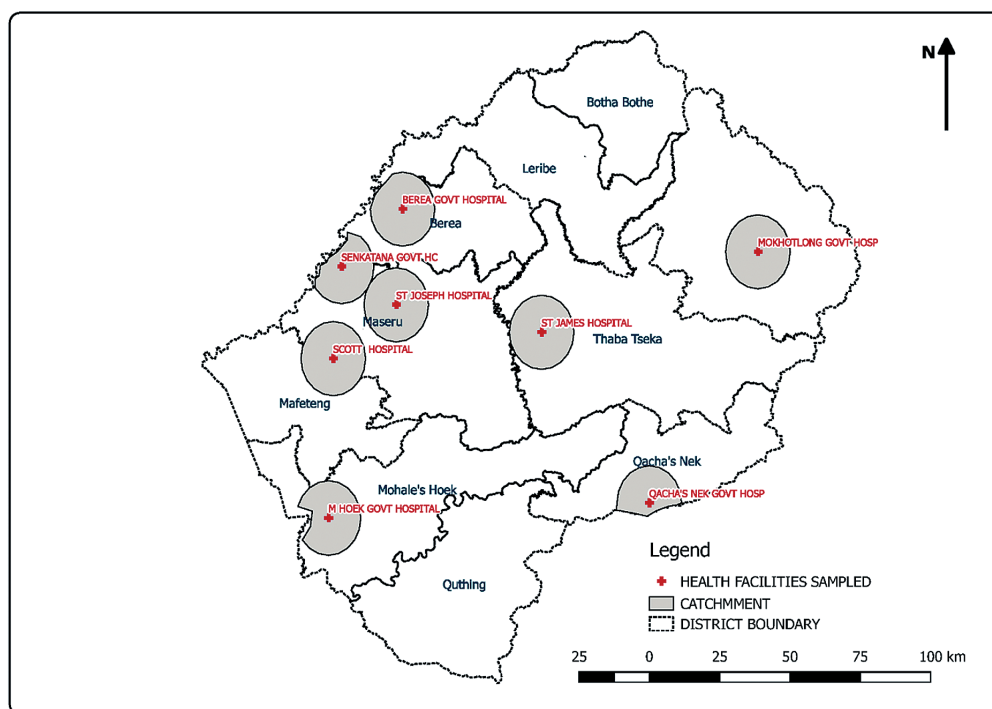 N
Botha Bothe
Leribe
BEREA GOVT HOSPITAL
Berea
MOKHOTLONG GOVT HOSP
SENKATANA GOVT HC
ST JOSEPH HOSPITAL
Maseru
ST JAMES HOSPITAL
Thaba Tseka
SCOTT HOSPITAL
Mafeteng
Qacha's Nek
Mohale's Hoek
QACHA'S NEK GOVT HOSP
M HOEK GOVT HOSPITAL
Quthing
Legend
HEALTH FACILITIES SAMPLED
CATCHMMENT
DISTRICT BOUNDARY
25 0 25 50 75 100 km